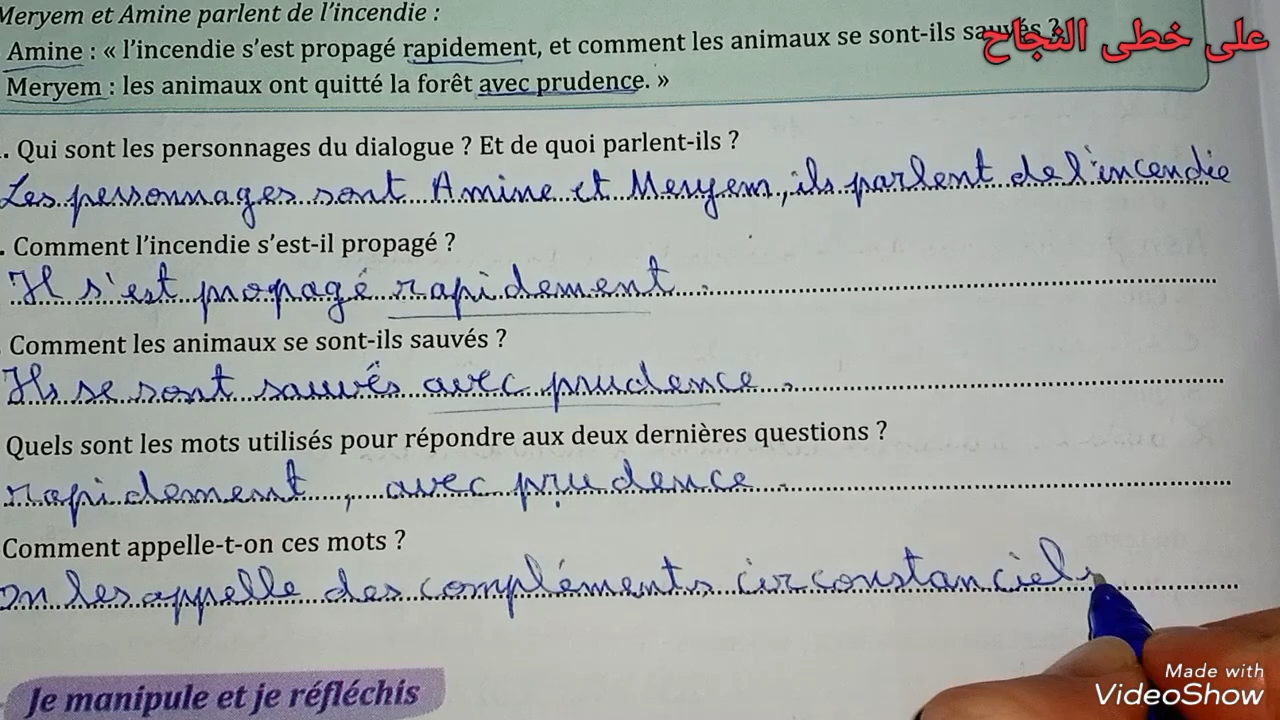 Meryem et Amine parlent de l'incendie :
Amine : « l'incendie s'est propagé rapidement, et comment les animaux se sont-ils sauvés ?
على خطى النجاح
Meryem : les animaux ont quitté la forêt avec prudence. »
. Qui sont les personnages du dialogue ? Et de quoi parlent-ils ?
Les personnages sont Amine et Meryem, ils parlent de l'incendie
. Comment l'incendie s'est-il propagé ?
Il s'est propagé rapidement .
Comment les animaux se sont-ils sauvés ?
Ils se sont sauvés avec prudence .
Quels sont les mots utilisés pour répondre aux deux dernières questions ?
rapidement , avec prudence .
Comment appelle-t-on ces mots ?
On les appelle des compléments circonstanciels
Je manipule et je réfléchis
Made with
VideoShow